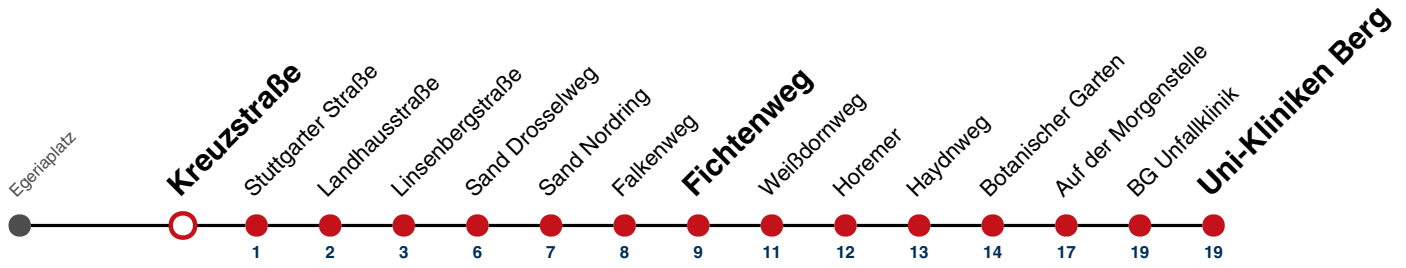 Egeriaplatz
Kreuzstraße
Stuttgarter Straße
Landhausstraße
Linsenbergstraße
Sand Drosselweg
Sand Nordring
Falkenweg
Fichtenweg
Weißdornweg
Horemer
Haydnweg
Botanischer Garten
Auf der Morgenstelle
BG Unfallklinik
Uni-Kliniken Berg
1 2 3 6 7 8 9 11 12 13 14 17 19 19